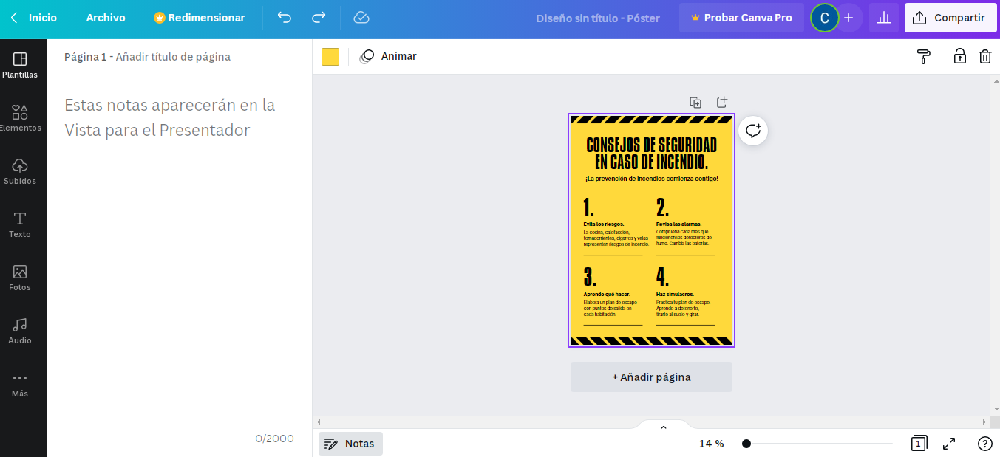 Inicio
Archivo
Redimensionar
Diseño sin título - Póster
Probar Canva Pro
C
Compartir
Plantillas
Elementos
Subidos
Texto
Fotos
Audio
Más
Página 1 - Añadir título de página
Estas notas aparecerán en la
Vista para el Presentador
0/2000
Animar
CONSEJOS DE SEGURIDAD
EN CASO DE INCENDIO.
¡La prevención de incendios comienza contigo!
1.
Evita los riesgos.
La cocina, calefacción,
tomacorrientes, cigarros y velas
representan riesgos de incendio.
2.
Revisa las alarmas.
Comprueba cada mes que
funcionen los detectores de
humo. Cambia las baterías.
3.
Aprende qué hacer.
Elabora un plan de escape
con puntos de salida en
cada habitación.
4.
Haz simulacros.
Practica tu plan de escape.
Aprende a detenerte,
tirarte al suelo y girar.
+ Añadir página
Notas
14 %
1